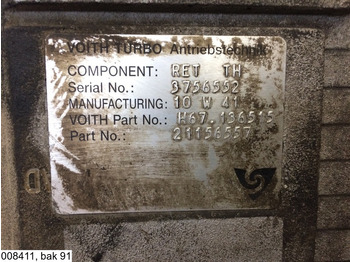 VOITH TURBO Antriebstechnik
COMPONENT: RET TH
Serial No.: 3756552
MANUFACTURING: 10 W 41
VOITH Part No.: H67.136515
Part No.: 21156557
008411, bak 91